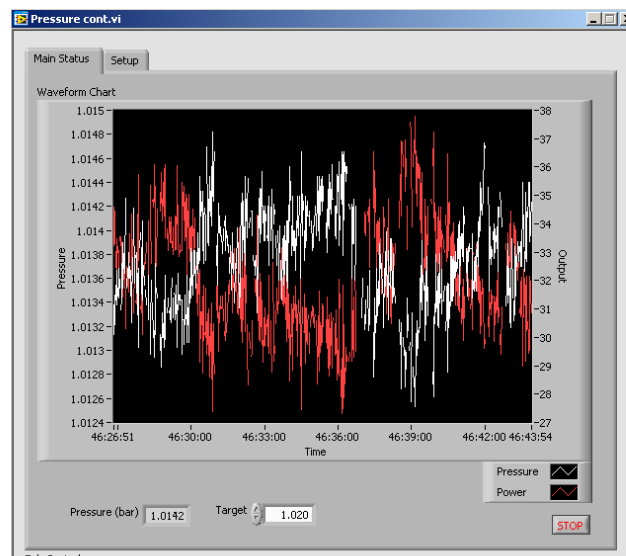 Pressure cont.vi
Main Status Setup
Waveform Chart
1.015
1.0148
1.0146
1.0144
1.0142
1.014
1.0138
1.0136
1.0134
1.0132
1.013
1.0128
1.0126
1.0124
Pressure
38
37
36
35
34
33
32
31
30
29
28
27
Output
46:26:51 46:30:00 46:33:00 46:36:00 46:39:00 46:42:00 46:43:54
Time
Pressure
Power
Pressure (bar) 1.0142 Target 1.020
STOP